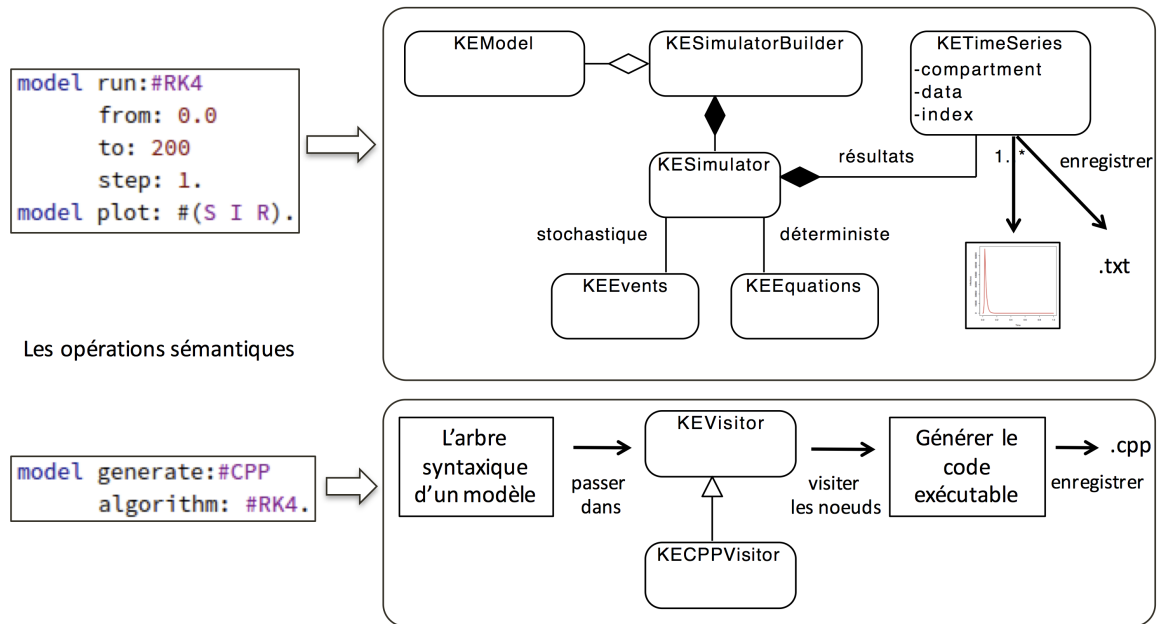 model run:#RK4
from: 0.0
to: 200
step: 1.
model plot: #(S I R).
KEModel
KESimulatorBuilder
KETimeSeries
-compartment
-data
-index
KESimulator
résultats
1..*
enregistrer
stochastique
déterministe
KEEvents
KEEquations
.txt
Les opérations sémantiques
model generate:#CPP
algorithm: #RK4.
L'arbre
syntaxique
d'un modèle
passer
dans
KEVisitor
KECPPVisitor
visiter
les noeuds
Générer le
code
exécutable
.cpp
enregistrer